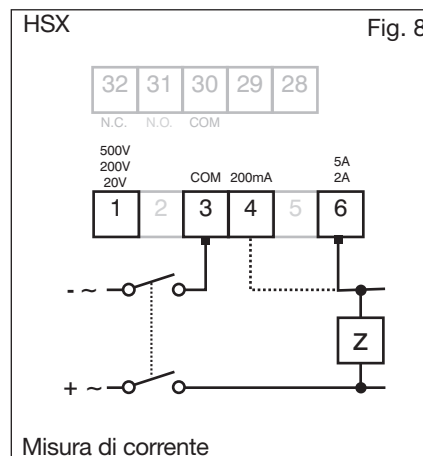 HSX Fig. 8
32 31 30 29 28
N.C. N.O. COM
500V
200V
20V
COM 200mA
5A
2A
1 2 3 4 5 6
- ~
Z
+ ~
Misura di corrente